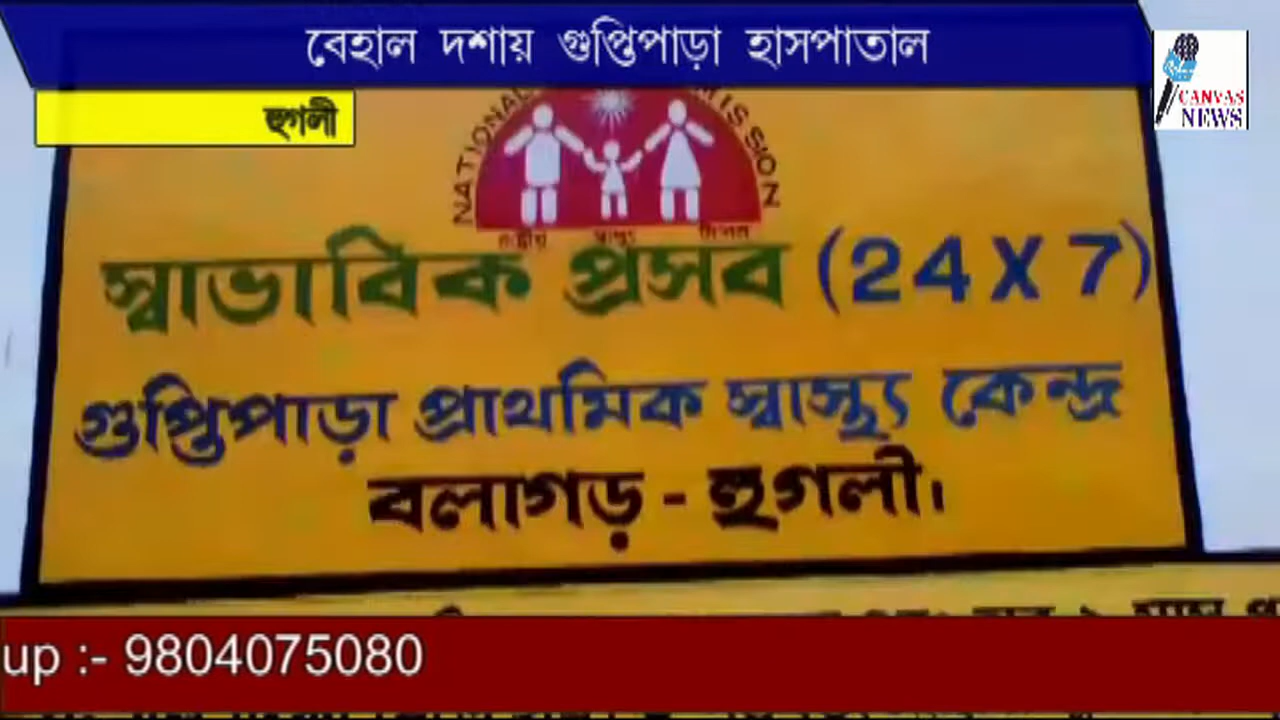 বেহাল দশায় গুপ্তিপাড়া হাসপাতাল
হুগলী
CANVAS
NEWS
NATIONAL MISSION
স্বাভাবিক প্রসব (24 X 7)
গুপ্তিপাড়া প্রাথমিক স্বাস্থ্য কেন্দ্র
বলাগড় - হুগলী।
up :- 9804075080